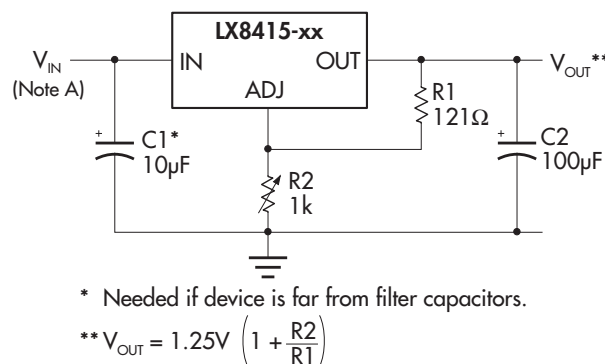 LX8415-xx
V_IN
(Note A)
IN
OUT
ADJ
V_OUT**
R1
121Ω
C1*
10µF
R2
1k
C2
100µF
* Needed if device is far from filter capacitors.
** V_OUT = 1.25V (1 + R2/R1)